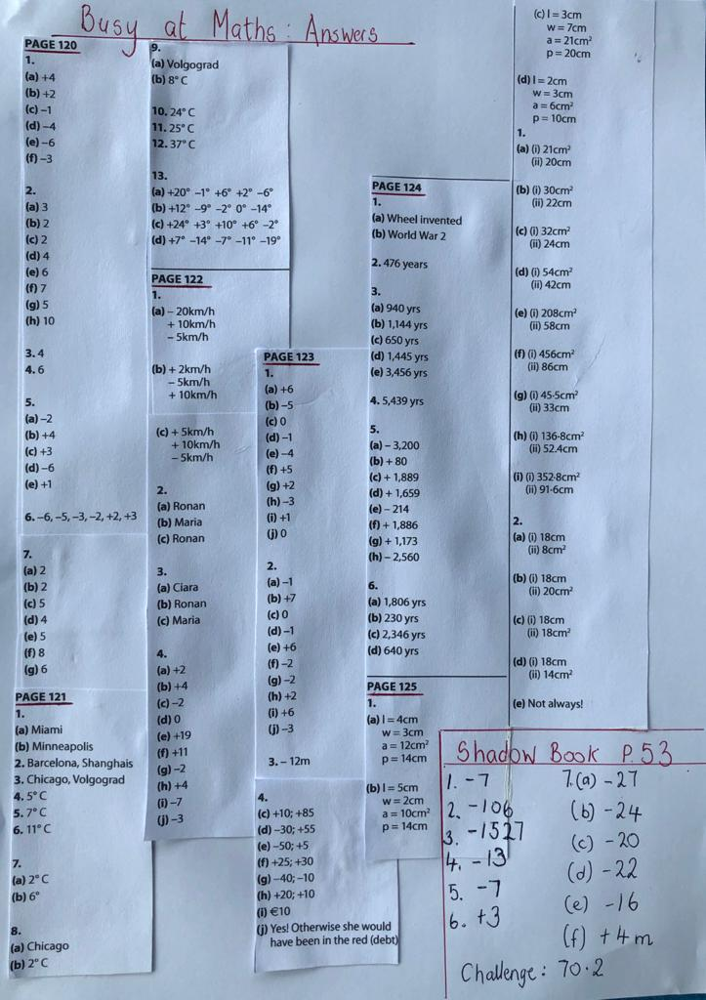 Busy at Maths: Answers
PAGE 120
1.
(a) +4
(b) +2
(c) –1
(d) –4
(e) –6
(f) –3
2.
(a) 3
(b) 2
(c) 2
(d) 4
(e) 6
(f) 7
(g) 5
(h) 10
3. 4
4. 6
5.
(a) –2
(b) +4
(c) +3
(d) –6
(e) +1
6. –6, –5, –3, –2, +2, +3
7.
(a) 2
(b) 2
(c) 5
(d) 4
(e) 5
(f) 8
(g) 6
PAGE 121
1.
(a) Miami
(b) Minneapolis
2. Barcelona, Shanghais
3. Chicago, Volgograd
4. 5° C
5. 7° C
6. 11° C
7.
(a) 2° C
(b) 6°
8.
(a) Chicago
(b) 2° C
9.
(a) Volgograd
(b) 8° C
10. 24° C
11. 25° C
12. 37° C
13.
(a) +20° –1° +6° +2° –6°
(b) +12° –9° –2° 0° –14°
(c) +24° +3° +10° +6° –2°
(d) +7° –14° –7° –11° –19°
PAGE 122
1.
(a) – 20km/h
+ 10km/h
– 5km/h
(b) + 2km/h
– 5km/h
+ 10km/h
(c) + 5km/h
+ 10km/h
– 5km/h
2.
(a) Ronan
(b) Maria
(c) Ronan
3.
(a) Ciara
(b) Ronan
(c) Maria
4.
(a) +2
(b) +4
(c) –2
(d) 0
(e) +19
(f) +11
(g) –2
(h) +4
(i) –7
(j) –3
PAGE 123
1.
(a) +6
(b) –5
(c) 0
(d) –1
(e) –4
(f) +5
(g) +2
(h) –3
(i) +1
(j) 0
2.
(a) –1
(b) +7
(c) 0
(d) –1
(e) +6
(f) –2
(g) –2
(h) +2
(i) +6
(j) –3
3. – 12m
4.
(c) +10; +85
(d) –30; +55
(e) –50; +5
(f) +25; +30
(g) –40; –10
(h) +20; +10
(i) €10
(j) Yes! Otherwise she would
have been in the red (debt)
PAGE 124
1.
(a) Wheel invented
(b) World War 2
2. 476 years
3.
(a) 940 yrs
(b) 1,144 yrs
(c) 650 yrs
(d) 1,445 yrs
(e) 3,456 yrs
4. 5,439 yrs
5.
(a) – 3,200
(b) + 80
(c) + 1,889
(d) + 1,659
(e) – 214
(f) + 1,886
(g) + 1,173
(h) – 2,560
6.
(a) 1,806 yrs
(b) 230 yrs
(c) 2,346 yrs
(d) 640 yrs
PAGE 125
1.
(a) l = 4cm
w = 3cm
a = 12cm²
p = 14cm
(b) l = 5cm
w = 2cm
a = 10cm²
p = 14cm
(c) l = 3cm
w = 7cm
a = 21cm²
p = 20cm
(d) l = 2cm
w = 3cm
a = 6cm²
p = 10cm
1.
(a) (i) 21cm²
(ii) 20cm
(b) (i) 30cm²
(ii) 22cm
(c) (i) 32cm²
(ii) 24cm
(d) (i) 54cm²
(ii) 42cm
(e) (i) 208cm²
(ii) 58cm
(f) (i) 456cm²
(ii) 86cm
(g) (i) 45·5cm²
(ii) 33cm
(h) (i) 136·8cm²
(ii) 52.4cm
(i) (i) 352·8cm²
(ii) 91·6cm
2.
(a) (i) 18cm
(ii) 8cm²
(b) (i) 18cm
(ii) 20cm²
(c) (i) 18cm
(ii) 18cm²
(d) (i) 18cm
(ii) 14cm²
(e) Not always!
Shadow Book P.53
1. -7
2. -106
3. -1527
4. -13
5. -7
6. +3
7.(a) -27
(b) -24
(c) -20
(d) -22
(e) -16
(f) +4m
Challenge: 70.2